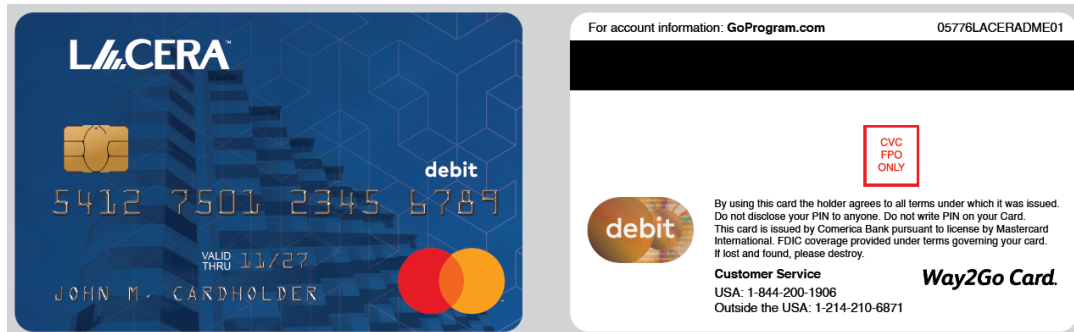 LACERA™
debit
5412 7501 2345 6789
VALID THRU 11/27
JOHN M. CARDHOLDER
For account information: GoProgram.com 05776LACERADME01
CVC
FPO
ONLY
debit
By using this card the holder agrees to all terms under which it was issued.
Do not disclose your PIN to anyone. Do not write PIN on your Card.
This card is issued by Comerica Bank pursuant to license by Mastercard
International. FDIC coverage provided under terms governing your card.
If lost and found, please destroy.
Customer Service
USA: 1-844-200-1906
Outside the USA: 1-214-210-6871
Way2Go Card.